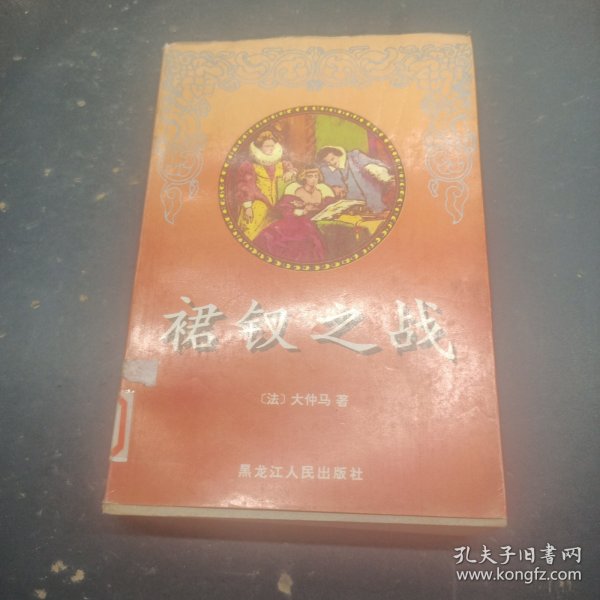 裙钗之战
〔法〕大仲马 著
黑龙江人民出版社
孔夫子旧书网
www.kongfz.com